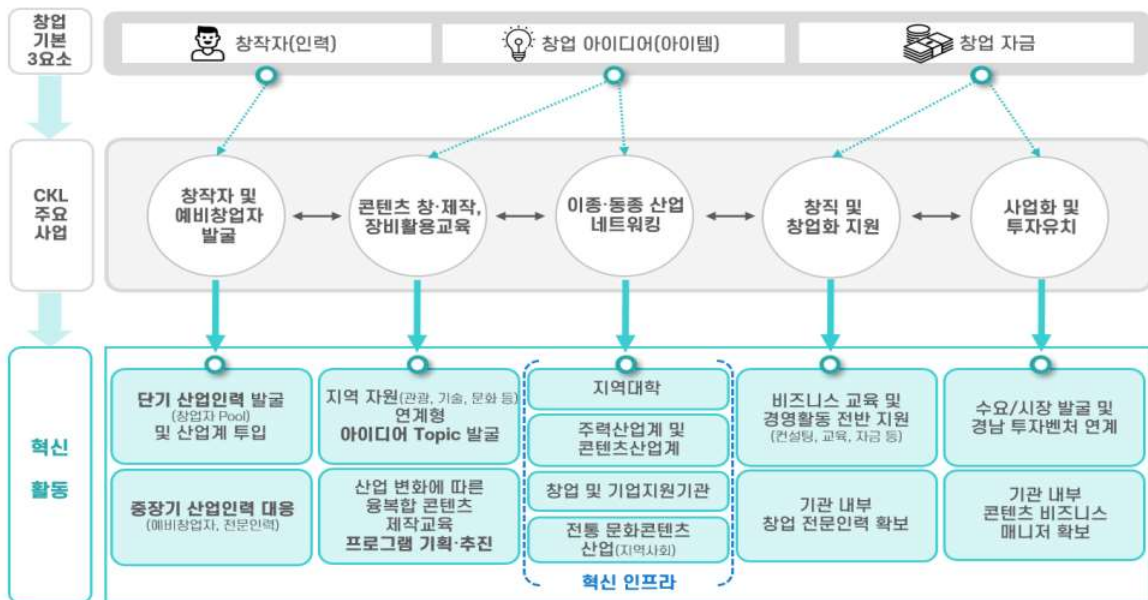 창업
기본
3요소
창작자(인력)
창업 아이디어(아이템)
창업 자금
CKL
주요
사업
창작자 및
예비창업자
발굴
콘텐츠 창·제작,
장비활용교육
이종·동종 산업
네트워킹
창직 및
창업화 지원
사업화 및
투자유치
혁신
활동
단기 산업인력 발굴
(창업자 Pool)
및 산업계 투입
중장기 산업인력 대응
(예비창업자, 전문인력)
지역 자원(관광, 기술, 문화 등)
연계형
아이디어 Topic 발굴
산업 변화에 따른
융복합 콘텐츠
제작교육
프로그램 기획·추진
지역대학
주력산업계 및
콘텐츠산업계
창업 및 기업지원기관
전통 문화콘텐츠
산업(지역사회)
혁신 인프라
비즈니스 교육 및
경영활동 전반 지원
(컨설팅, 교육, 자금 등)
기관 내부
창업 전문인력 확보
수요/시장 발굴 및
경남 투자벤처 연계
기관 내부
콘텐츠 비즈니스
매니저 확보